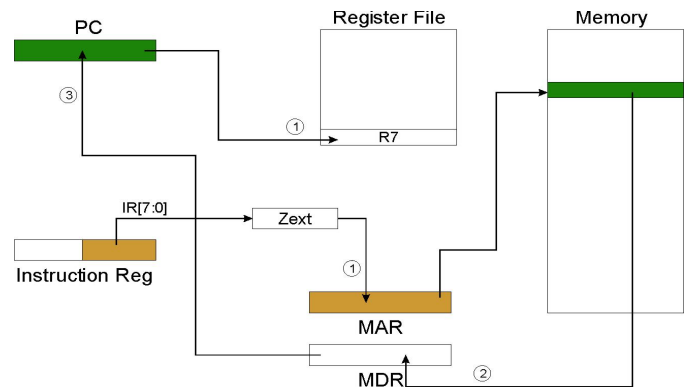 PC
Register File
Memory
3
1
R7
IR[7:0]
Zext
Instruction Reg
1
MAR
MDR
2